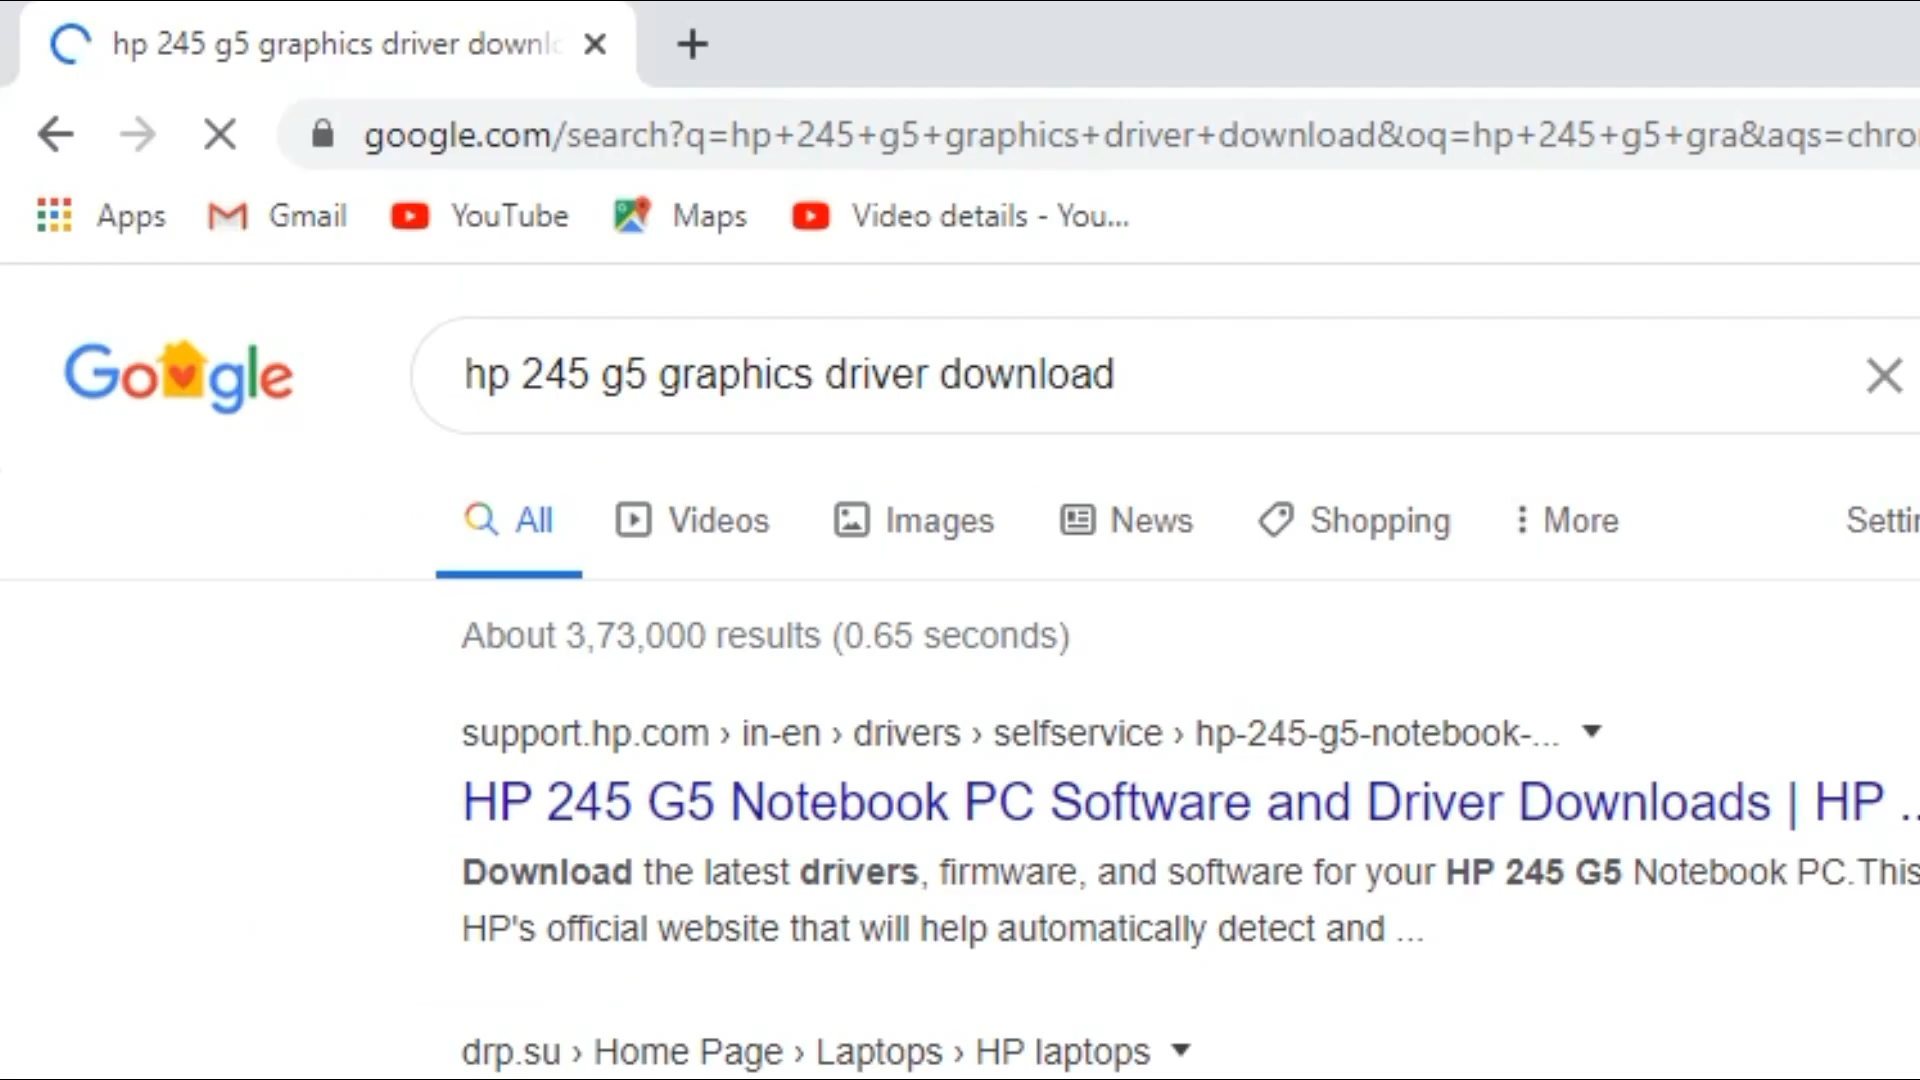 hp 245 g5 graphics driver downlo
google.com/search?q=hp+245+g5+graphics+driver+download&oq=hp+245+g5+gra&aqs=chro
Apps Gmail YouTube Maps Video details - You...
Google hp 245 g5 graphics driver download
All Videos Images News Shopping More Settin
About 3,73,000 results (0.65 seconds)
support.hp.com › in-en › drivers › selfservice › hp-245-g5-notebook-...
HP 245 G5 Notebook PC Software and Driver Downloads | HP ...
Download the latest drivers, firmware, and software for your HP 245 G5 Notebook PC.This
HP's official website that will help automatically detect and ...
drp.su › Home Page › Laptops › HP laptops